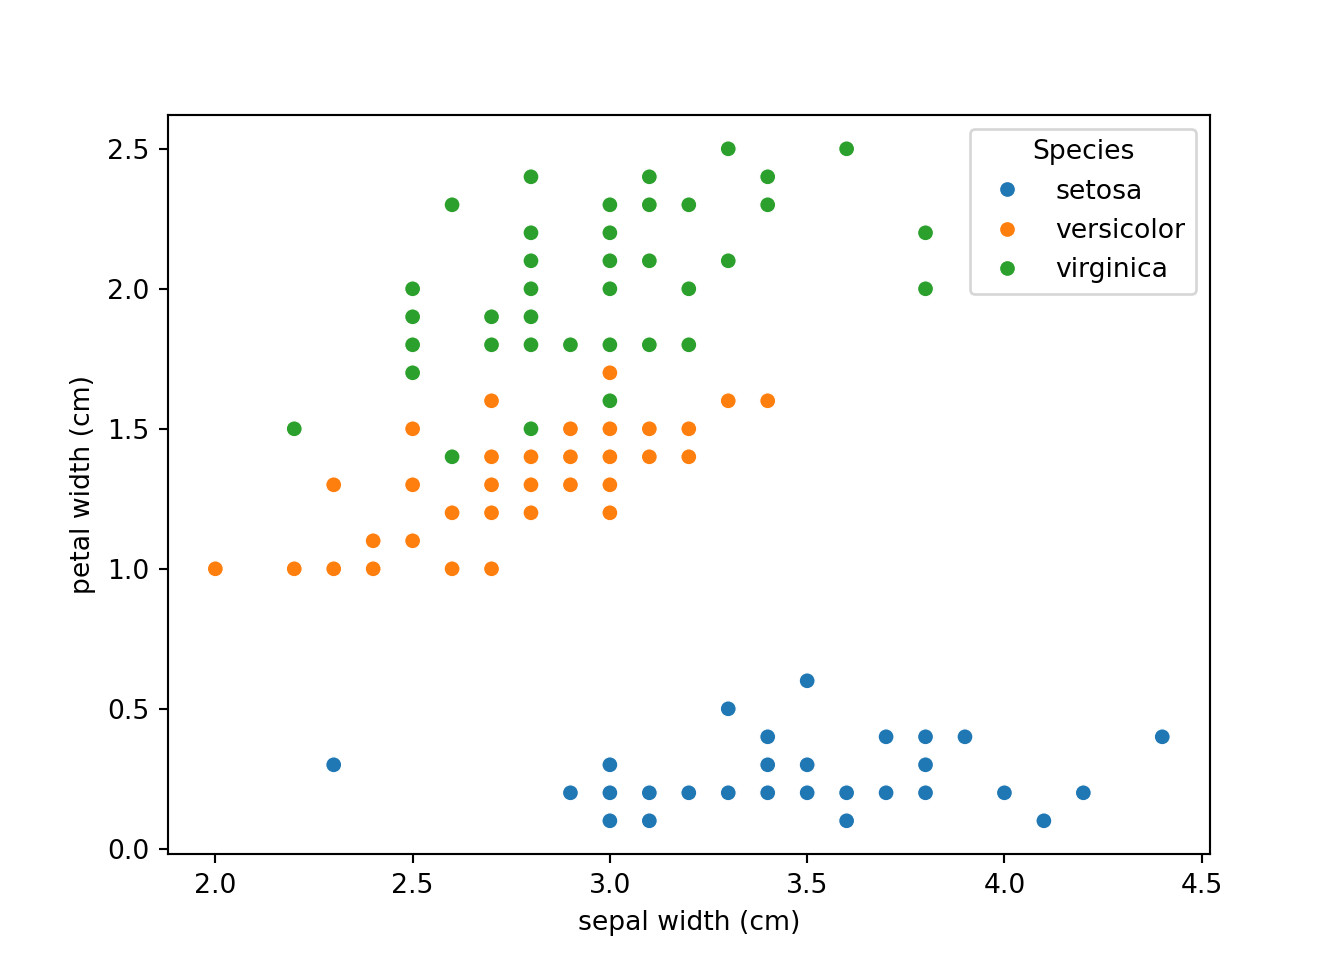 2.5
2.0
1.5
1.0
0.5
0.0
petal width (cm)
Species
setosa
versicolor
virginica
2.0 2.5 3.0 3.5 4.0 4.5
sepal width (cm)